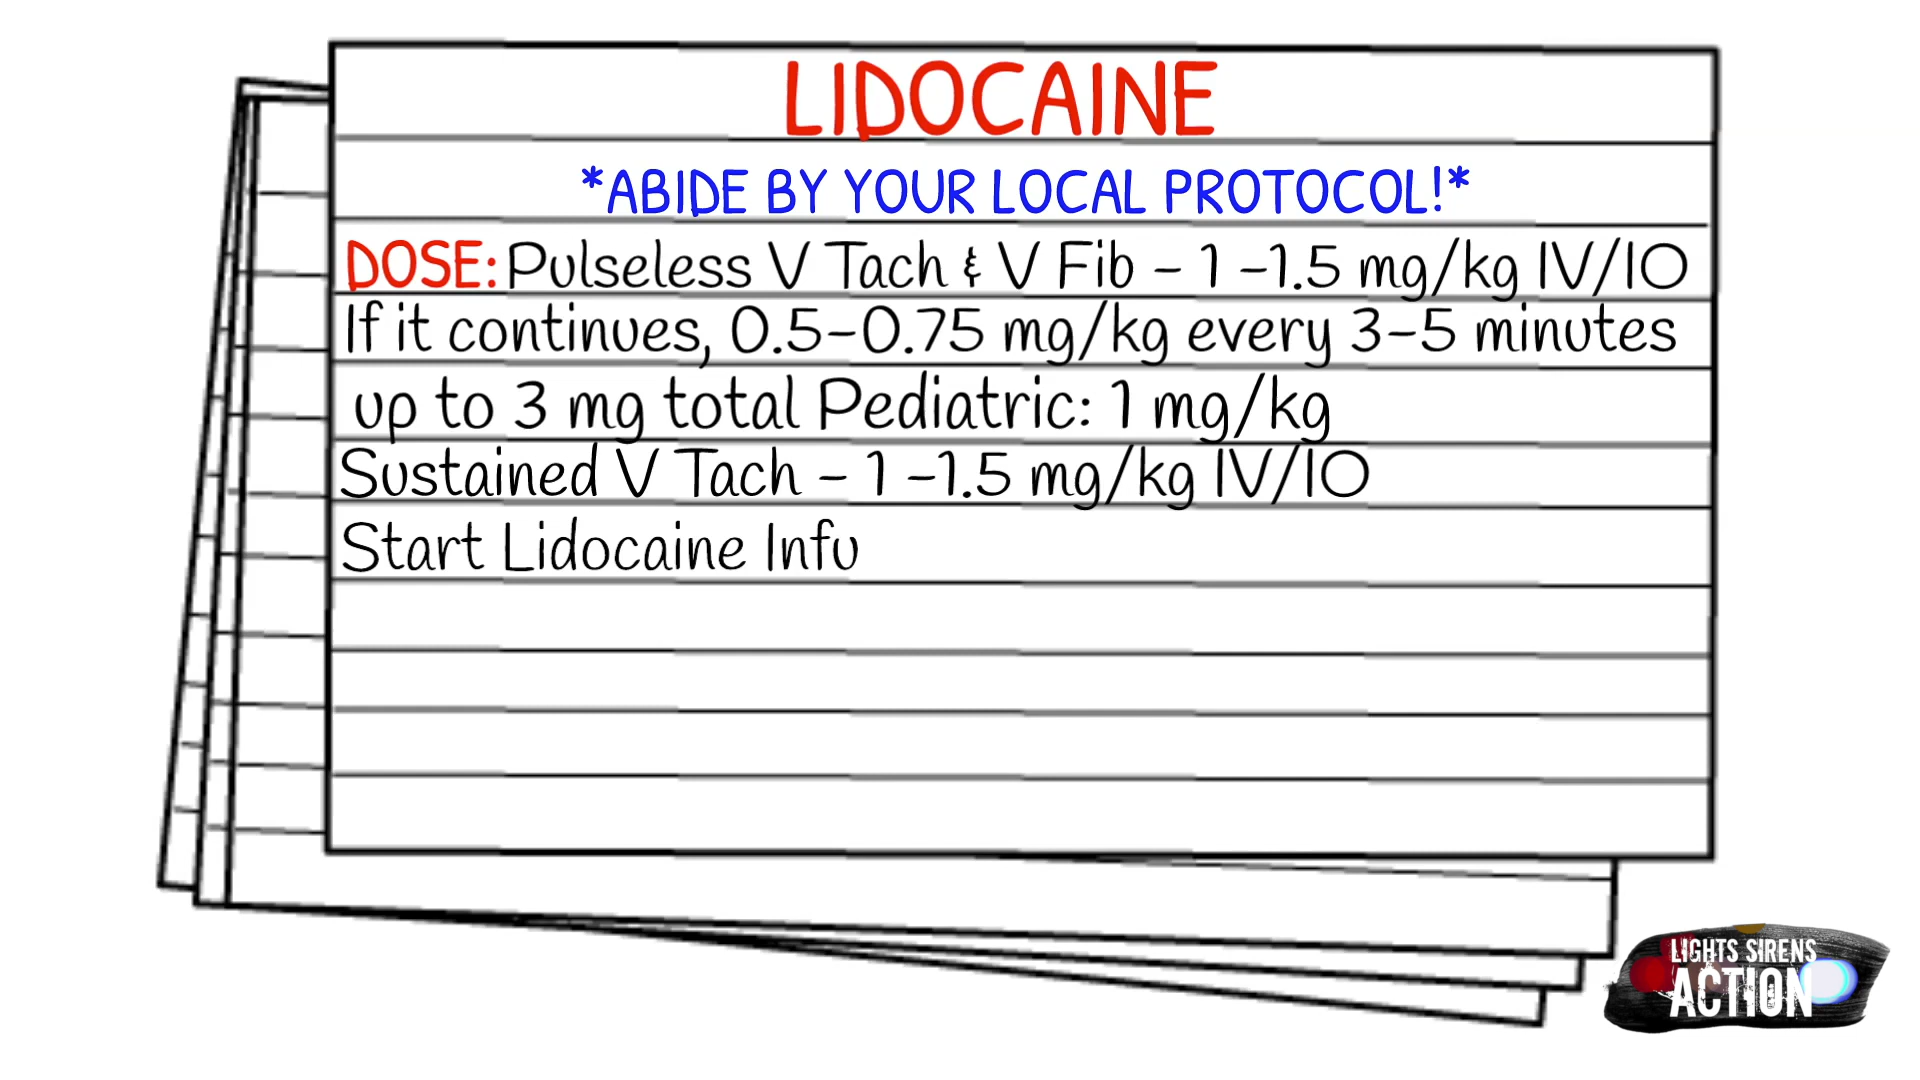 LIDOCAINE
*ABIDE BY YOUR LOCAL PROTOCOL!*
DOSE: Pulseless V Tach & V Fib - 1 -1.5 mg/kg IV/IO
If it continues, 0.5-0.75 mg/kg every 3-5 minutes
up to 3 mg total Pediatric: 1 mg/kg
Sustained V Tach - 1 -1.5 mg/kg IV/IO
Start Lidocaine Infu
LIGHTS SIRENS
ACTION